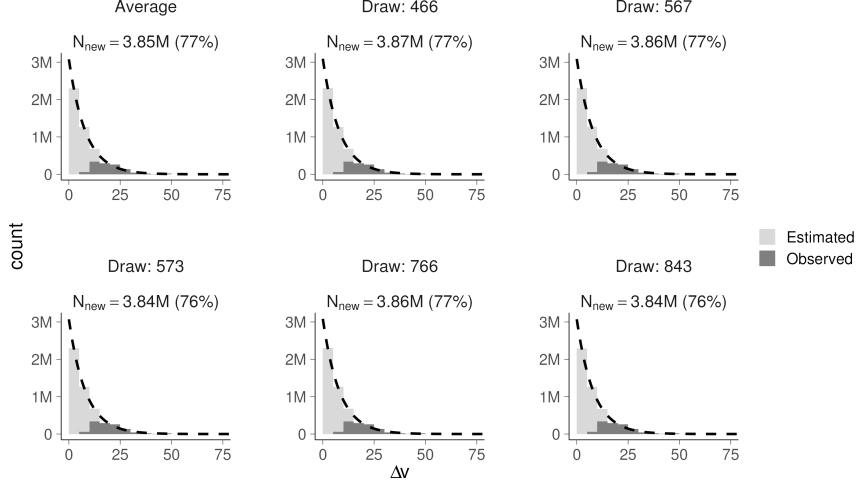 Average Draw: 466 Draw: 567
N_new = 3.85M (77%) N_new = 3.87M (77%) N_new = 3.86M (77%)
3M 3M 3M
2M 2M 2M
1M 1M 1M
0 0 0
0 25 50 75 0 25 50 75 0 25 50 75
count
Estimated
Observed
Draw: 573 Draw: 766 Draw: 843
N_new = 3.84M (76%) N_new = 3.86M (77%) N_new = 3.84M (76%)
3M 3M 3M
2M 2M 2M
1M 1M 1M
0 0 0
0 25 50 75 0 25 50 75 0 25 50 75
Δv